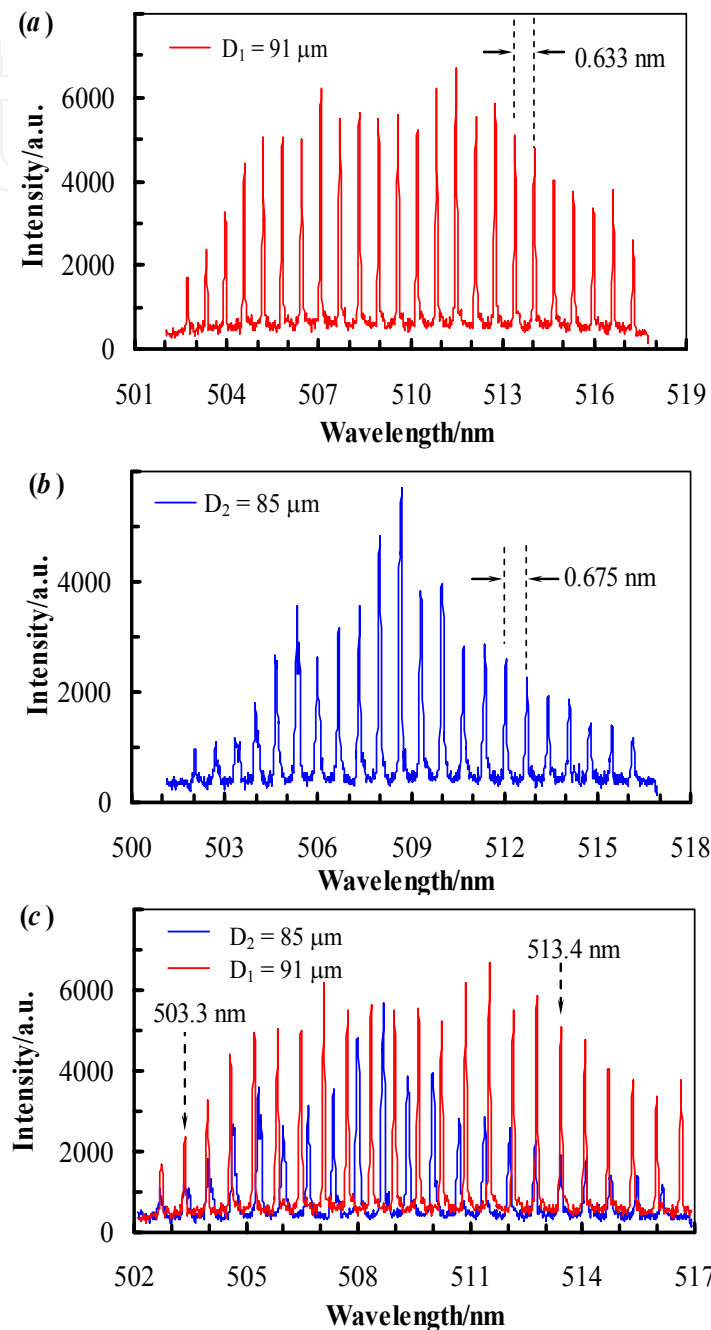 (a)
D₁ = 91 μm
0.633 nm
6000
4000
2000
0
Intensity/a.u.
501 504 507 510 513 516 519
Wavelength/nm
(b)
D₂ = 85 μm
0.675 nm
4000
2000
0
Intensity/a.u.
500 503 506 509 512 515 518
Wavelength/nm
(c)
D₂ = 85 μm
D₁ = 91 μm
513.4 nm
503.3 nm
6000
4000
2000
0
Intensity/a.u.
502 505 508 511 514 517
Wavelength/nm